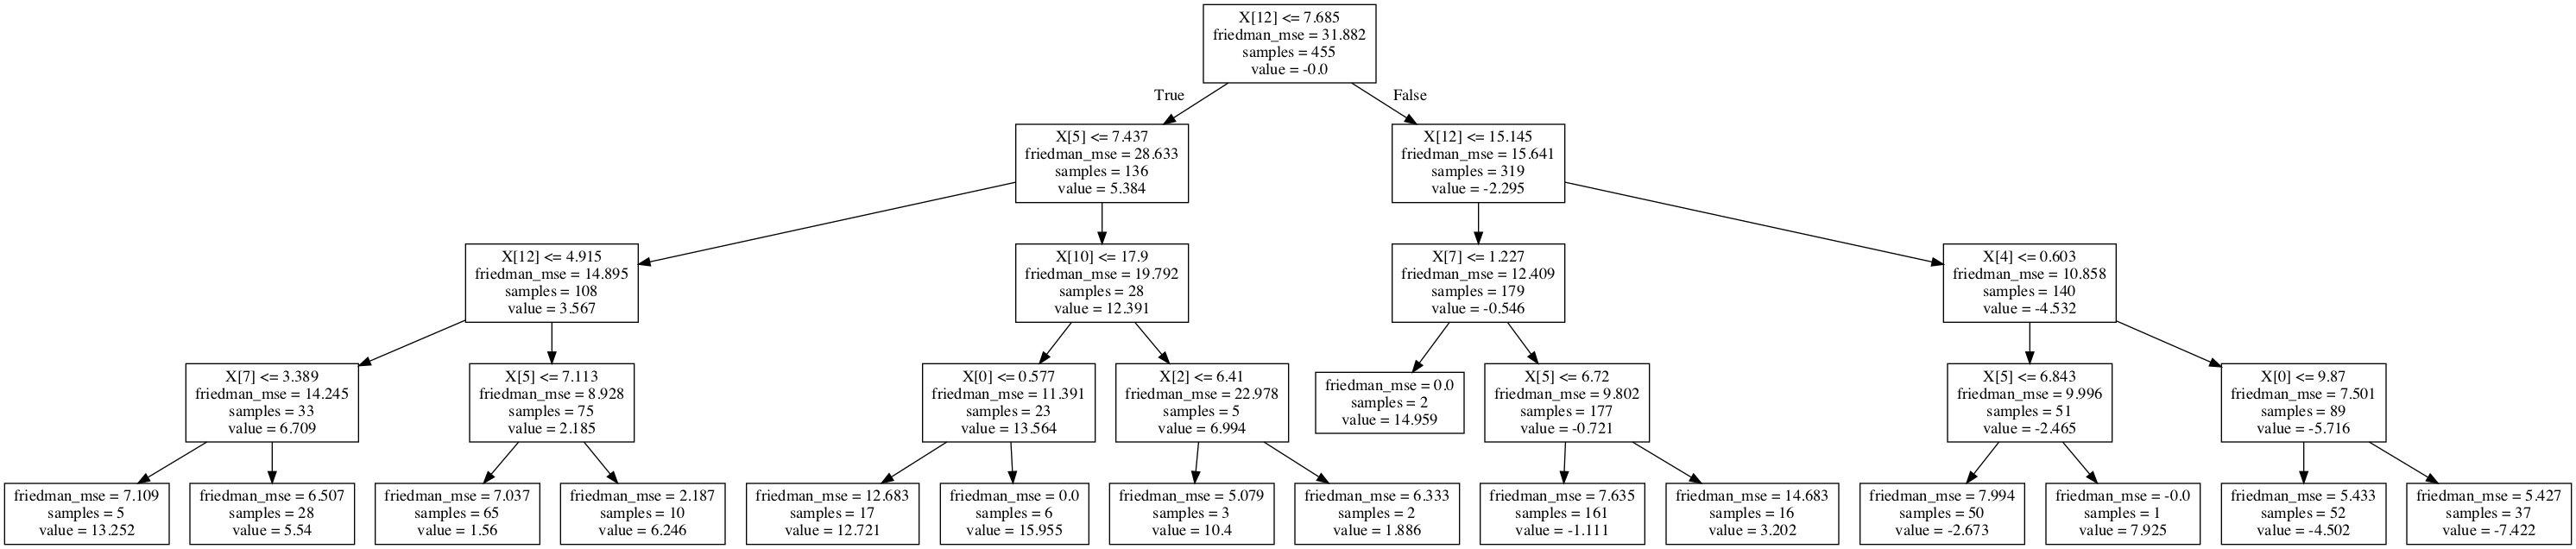 X[12] <= 7.685
friedman_mse = 31.882
samples = 455
value = -0.0
True
False
X[5] <= 7.437
friedman_mse = 28.633
samples = 136
value = 5.384
X[12] <= 15.145
friedman_mse = 15.641
samples = 319
value = -2.295
X[12] <= 4.915
friedman_mse = 14.895
samples = 108
value = 3.567
X[10] <= 17.9
friedman_mse = 19.792
samples = 28
value = 12.391
X[7] <= 1.227
friedman_mse = 12.409
samples = 179
value = -0.546
X[4] <= 0.603
friedman_mse = 10.858
samples = 140
value = -4.532
X[7] <= 3.389
friedman_mse = 14.245
samples = 33
value = 6.709
X[5] <= 7.113
friedman_mse = 8.928
samples = 75
value = 2.185
X[0] <= 0.577
friedman_mse = 11.391
samples = 23
value = 13.564
X[2] <= 6.41
friedman_mse = 22.978
samples = 5
value = 6.994
friedman_mse = 0.0
samples = 2
value = 14.959
X[5] <= 6.72
friedman_mse = 9.802
samples = 177
value = -0.721
X[5] <= 6.843
friedman_mse = 9.996
samples = 51
value = -2.465
X[0] <= 9.87
friedman_mse = 7.501
samples = 89
value = -5.716
friedman_mse = 7.109
samples = 5
value = 13.252
friedman_mse = 6.507
samples = 28
value = 5.54
friedman_mse = 7.037
samples = 65
value = 1.56
friedman_mse = 2.187
samples = 10
value = 6.246
friedman_mse = 12.683
samples = 17
value = 12.721
friedman_mse = 0.0
samples = 6
value = 15.955
friedman_mse = 5.079
samples = 3
value = 10.4
friedman_mse = 6.333
samples = 2
value = 1.886
friedman_mse = 7.635
samples = 161
value = -1.111
friedman_mse = 14.683
samples = 16
value = 3.202
friedman_mse = 7.994
samples = 50
value = -2.673
friedman_mse = -0.0
samples = 1
value = 7.925
friedman_mse = 5.433
samples = 52
value = -4.502
friedman_mse = 5.427
samples = 37
value = -7.422